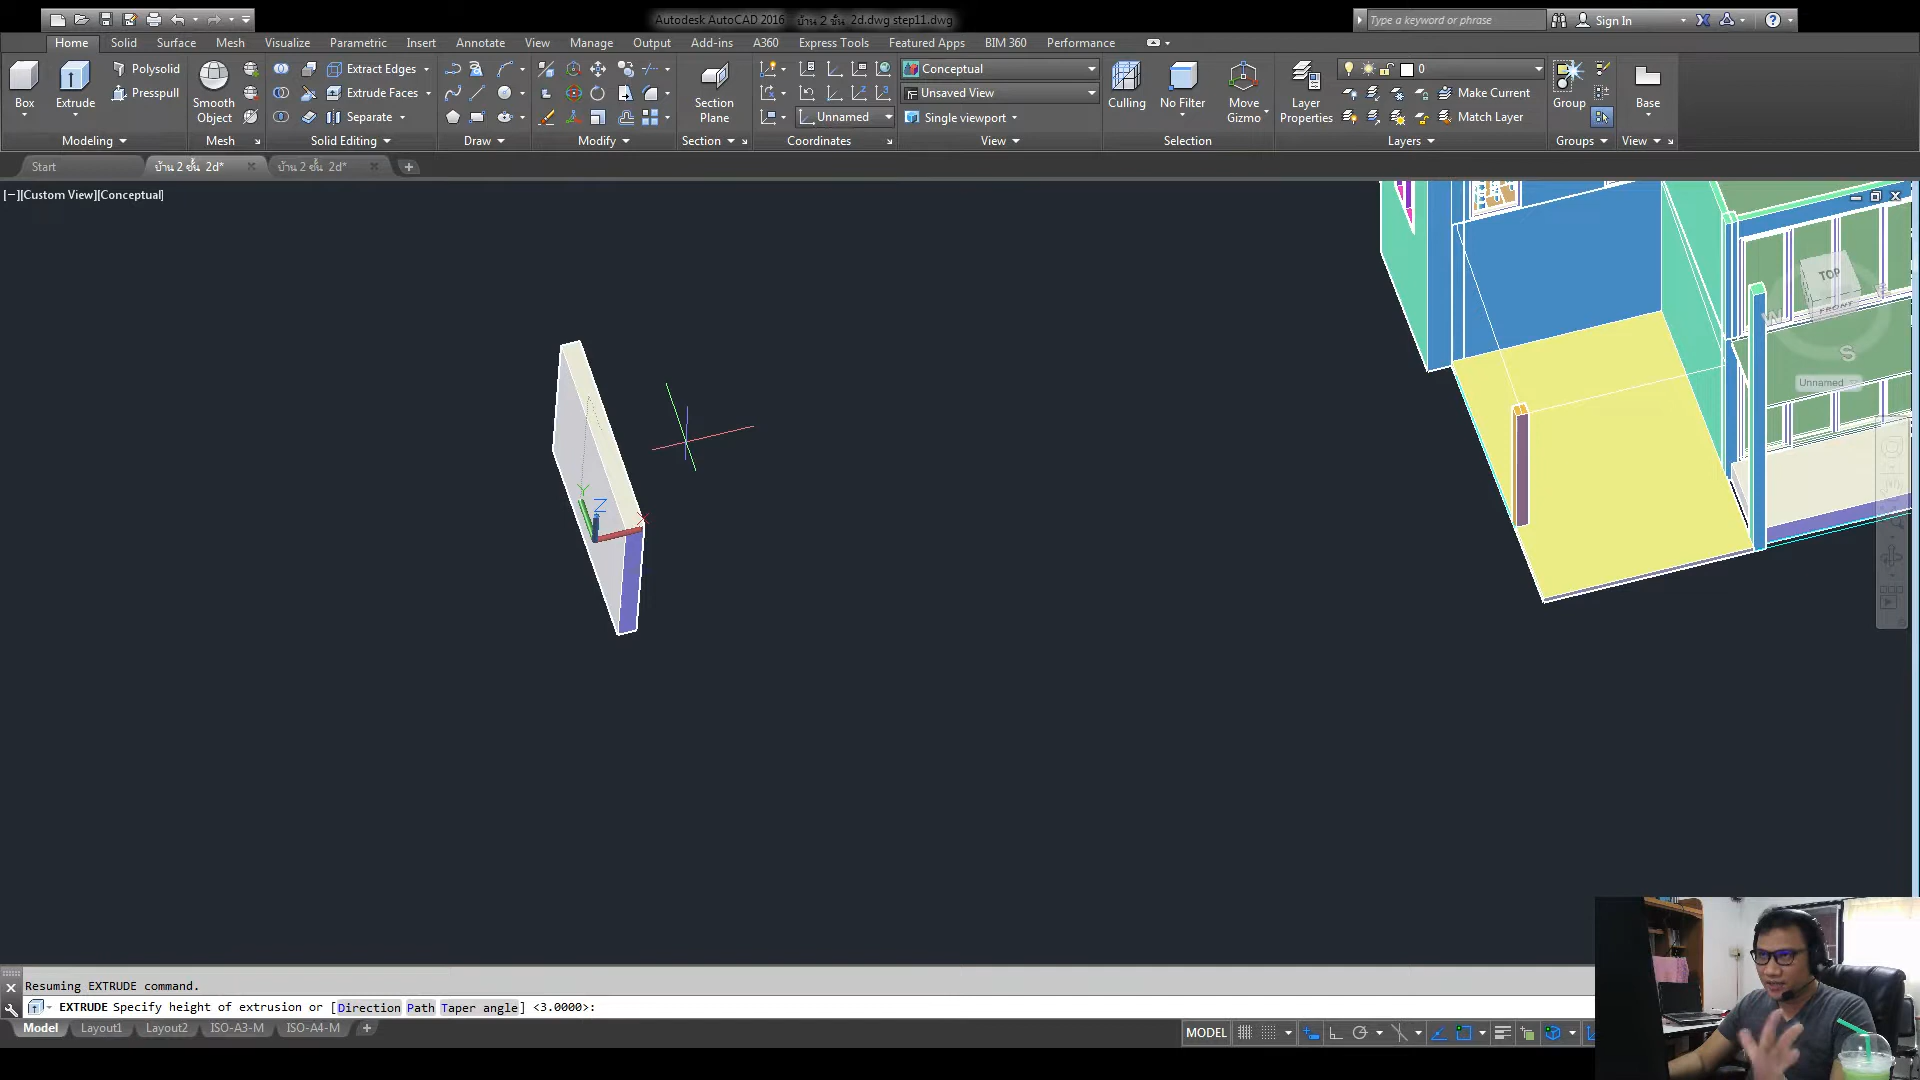 Autodesk AutoCAD 2016 บ้าน 2 ชั้น 2d.dwg step11.dwg
Type a keyword or phrase
Sign In
Home Solid Surface Mesh Visualize Parametric Insert Annotate View Manage Output Add-ins A360 Express Tools Featured Apps BIM 360 Performance
Box
Extrude
Polysolid
Presspull
Smooth Object
Extract Edges
Extrude Faces
Separate
Section Plane
Unnamed
Conceptual
Unsaved View
Single viewport
Culling
No Filter
Move Gizmo
Layer Properties
0
Make Current
Match Layer
Group
Base
Modeling Mesh Solid Editing Draw Modify Section Coordinates View Selection Layers Groups View
Start
บ้าน 2 ชั้น 2d*
บ้าน 2 ชั้น 2d*
[−][Custom View][Conceptual]
TOP
FRONT
W
S
Unnamed
Y
Z
X
Resuming EXTRUDE command.
EXTRUDE Specify height of extrusion or [Direction Path Taper angle] <3.0000>:
Model Layout1 Layout2 ISO-A3-M ISO-A4-M
MODEL